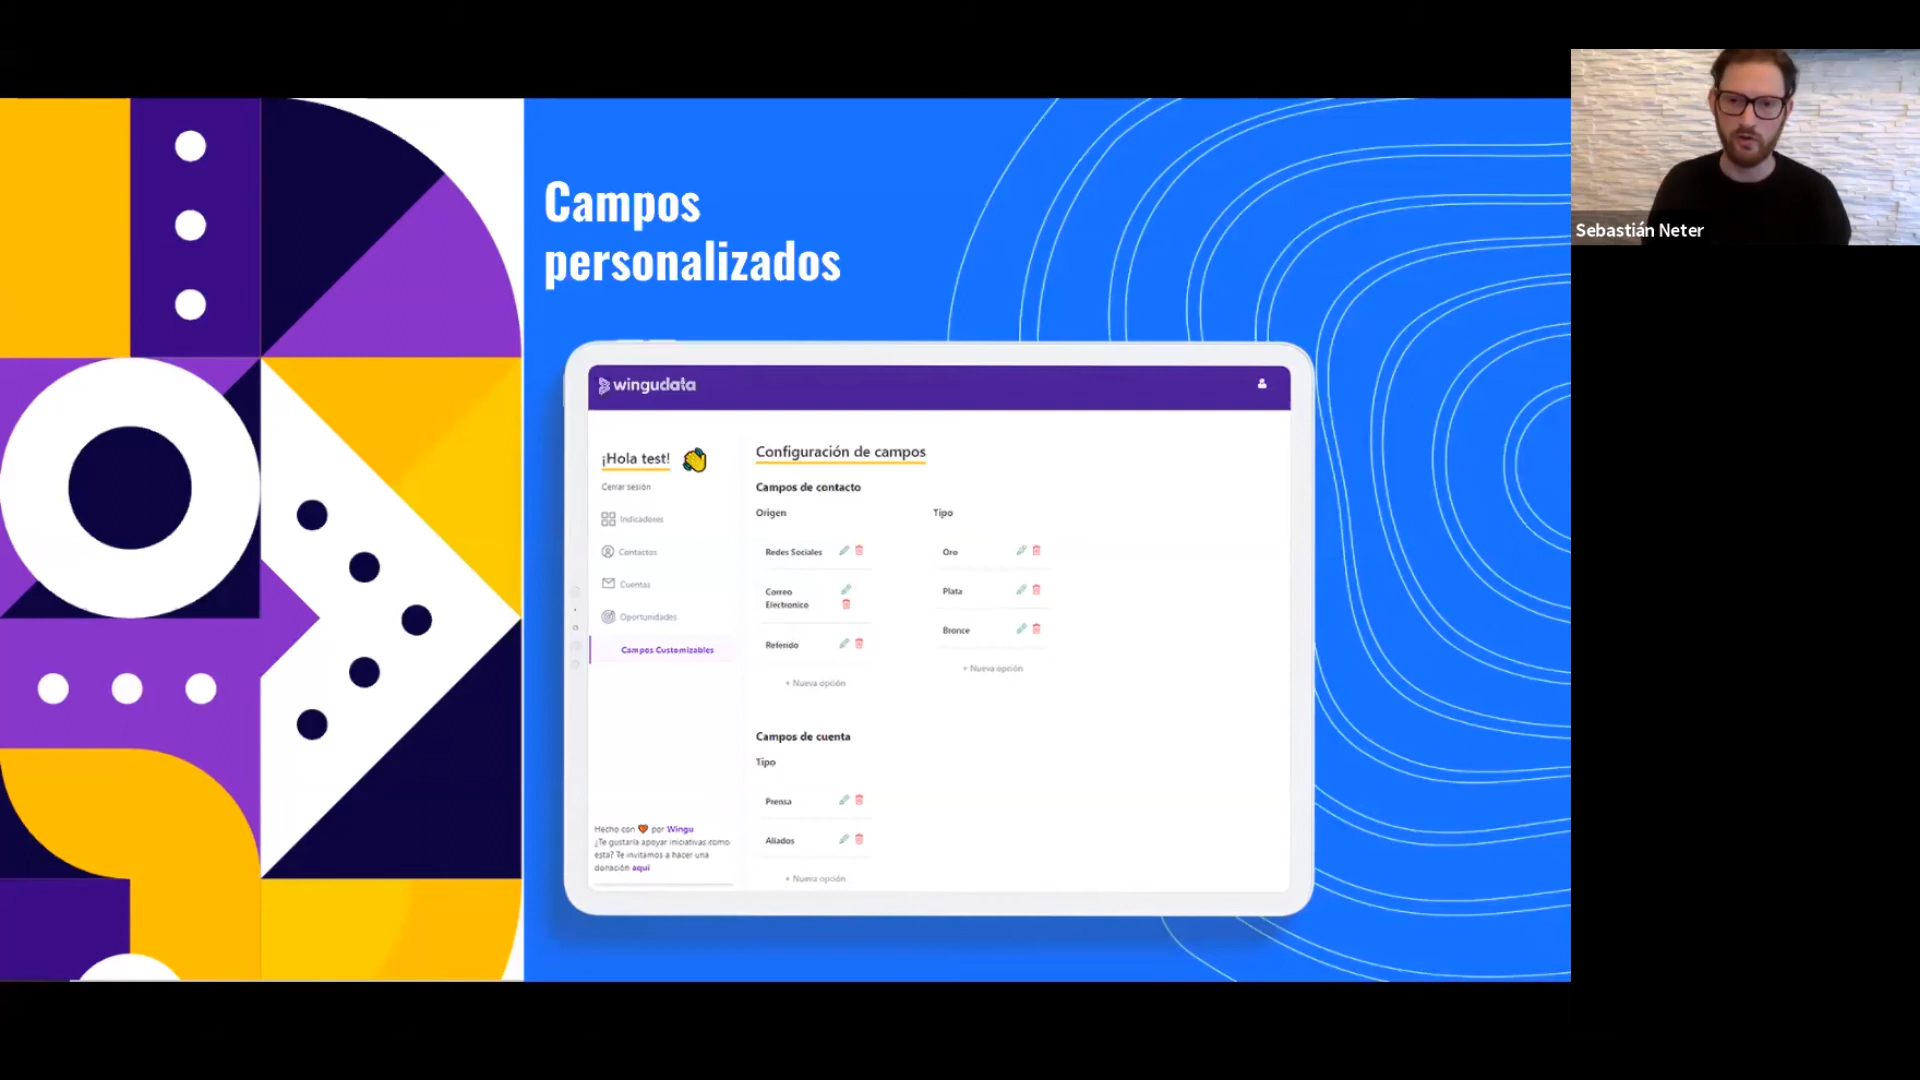 Campos
personalizados
wingudata
¡Hola test!
Cerrar sesión
Indicadores
Contactos
Cuentas
Oportunidades
Campos Customizables
Hecho con por Wingu
¿Te gustaría apoyar iniciativas como
esta? Te invitamos a hacer una
donación aquí
Configuración de campos
Campos de contacto
Origen
Redes Sociales
Correo
Electronico
Referido
+ Nueva opción
Tipo
Oro
Plata
Bronce
+ Nueva opción
Campos de cuenta
Tipo
Prensa
Aliados
+ Nueva opción
Sebastián Neter